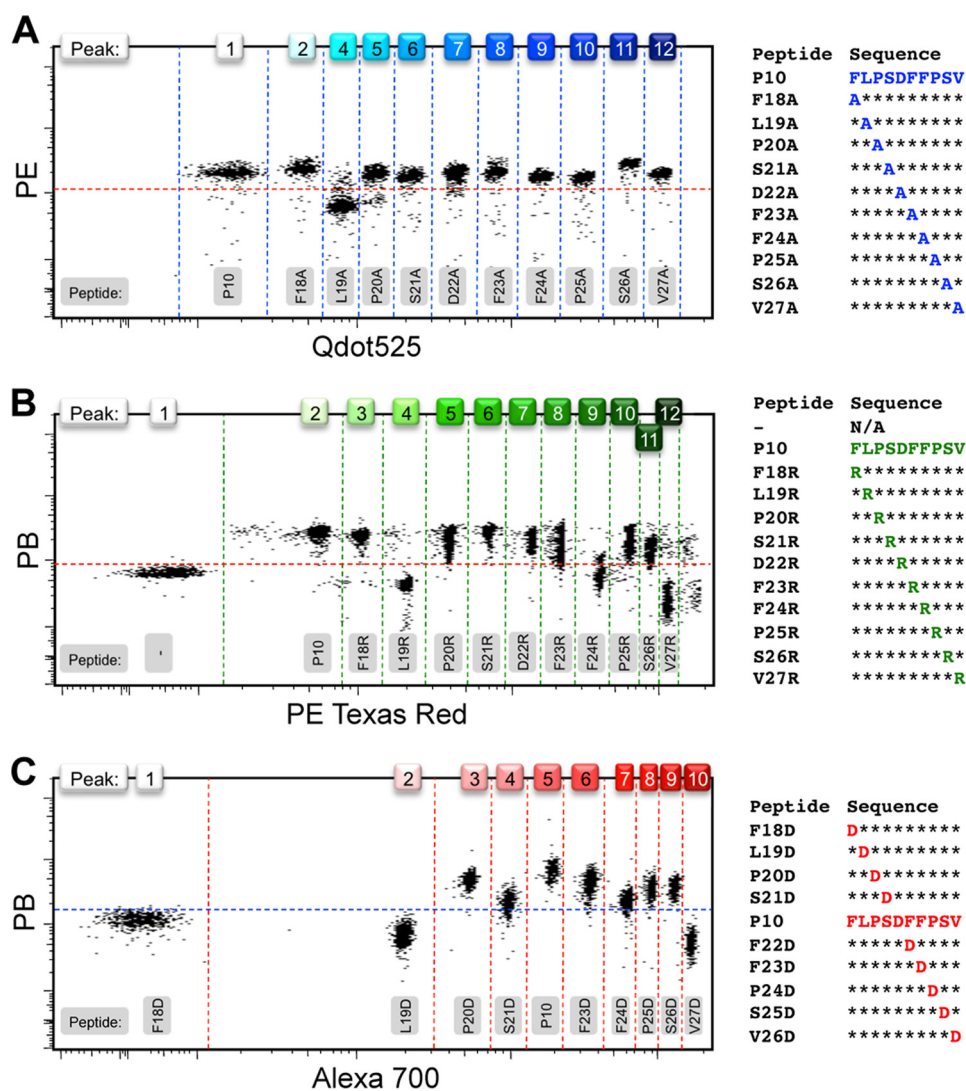 A
Peak: 1 2 4 5 6 7 8 9 10 11 12
PE
Peptide: P10 F18A L19A P20A S21A D22A F23A F24A P25A S26A V27A
Qdot525
Peptide Sequence
P10 FLPSDFFPSV
F18A A*********
L19A *A********
P20A **A*******
S21A ***A******
D22A ****A*****
F23A *****A****
F24A ******A***
P25A *******A**
S26A ********A*
V27A *********A
B
Peak: 1 2 3 4 5 6 7 8 9 10 11 12
PB
Peptide: - P10 F18R L19R P20R S21R D22R F23R F24R P25R S26R V27R
PE Texas Red
Peptide Sequence
- N/A
P10 FLPSDFFPSV
F18R R*********
L19R *R********
P20R **R*******
S21R ***R******
D22R ****R*****
F23R *****R****
F24R ******R***
P25R *******R**
S26R ********R*
V27R *********R
C
Peak: 1 2 3 4 5 6 7 8 9 10
PB
Peptide: F18D L19D P20D S21D P10 F23D F24D P25D S26D V27D
Alexa 700
Peptide Sequence
F18D D*********
L19D *D********
P20D **D*******
S21D ***D******
P10 FLPSDFFPSV
F22D *****D****
F23D ******D***
P24D *******D**
S25D ********D*
V26D *********D